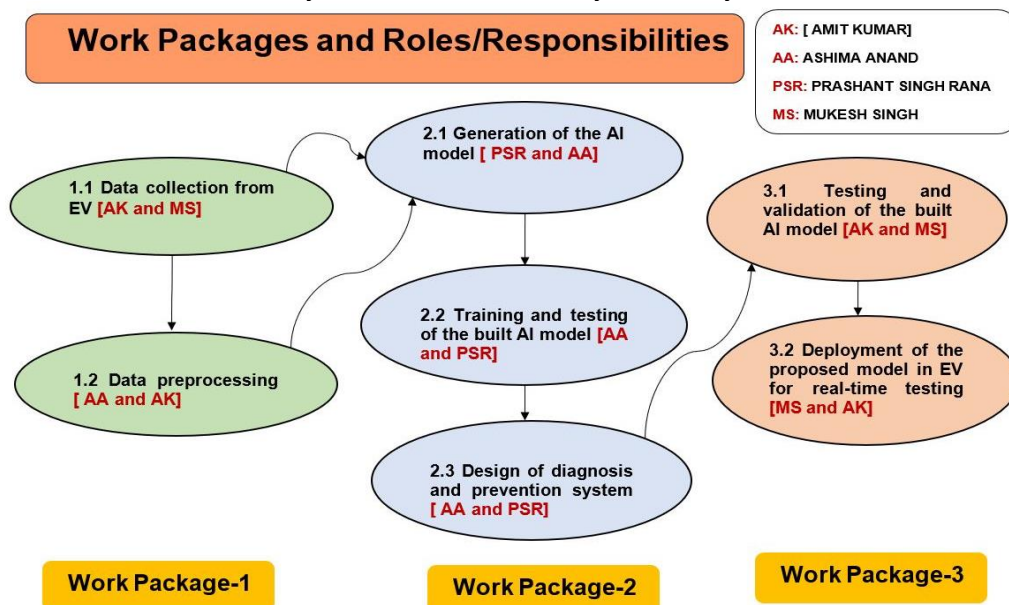 Work Packages and Roles/Responsibilities
AK: [ AMIT KUMAR]
AA: ASHIMA ANAND
PSR: PRASHANT SINGH RANA
MS: MUKESH SINGH
1.1 Data collection from
EV [AK and MS]
1.2 Data preprocessing
[ AA and AK]
2.1 Generation of the AI
model [ PSR and AA]
2.2 Training and testing
of the built AI model [AA
and PSR]
2.3 Design of diagnosis
and prevention system
[ AA and PSR]
3.1 Testing and
validation of the built
AI model [AK and MS]
3.2 Deployment of the
proposed model in EV
for real-time testing
[MS and AK]
Work Package-1
Work Package-2
Work Package-3